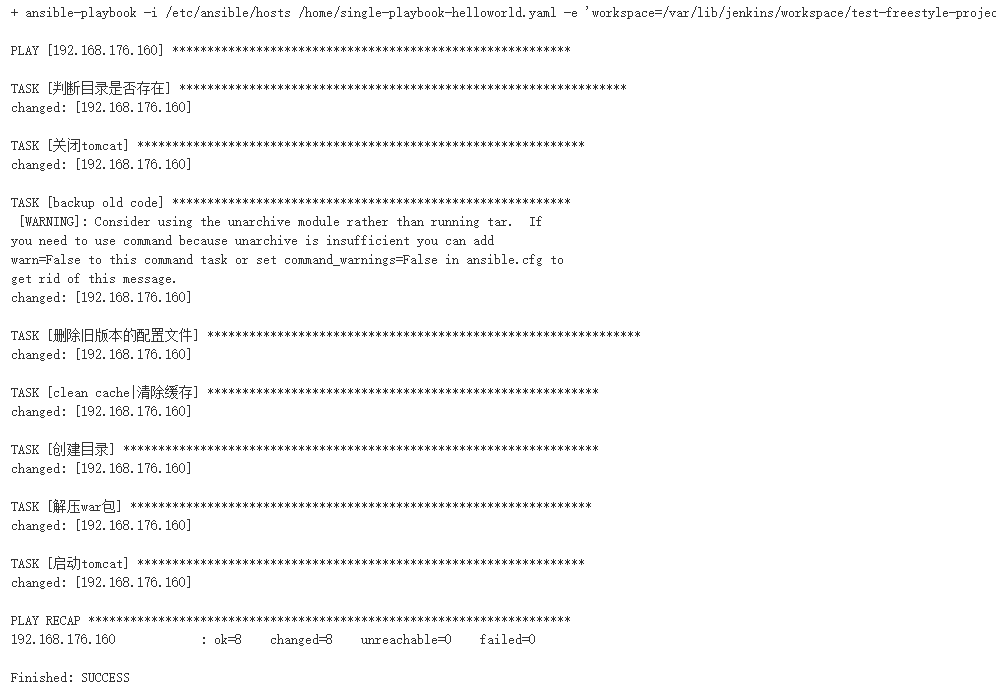 + ansible-playbook -i /etc/ansible/hosts /home/single-playbook-helloworld.yaml -e 'workspace=/var/lib/jenkins/workspace/test-freestyle-projec
PLAY [192.168.176.160] *********************************************************
TASK [判断目录是否存在] ****************************************************************
changed: [192.168.176.160]
TASK [关闭tomcat] ****************************************************************
changed: [192.168.176.160]
TASK [backup old code] *********************************************************
[WARNING]: Consider using the unarchive module rather than running tar.  If
you need to use command because unarchive is insufficient you can add
warn=False to this command task or set command_warnings=False in ansible.cfg to
get rid of this message.
changed: [192.168.176.160]
TASK [删除旧版本的配置文件] **************************************************************
changed: [192.168.176.160]
TASK [clean cache|清除缓存] ********************************************************
changed: [192.168.176.160]
TASK [创建目录] ********************************************************************
changed: [192.168.176.160]
TASK [解压war包] ******************************************************************
changed: [192.168.176.160]
TASK [启动tomcat] ****************************************************************
changed: [192.168.176.160]
PLAY RECAP *********************************************************************
192.168.176.160            : ok=8    changed=8    unreachable=0    failed=0
Finished: SUCCESS